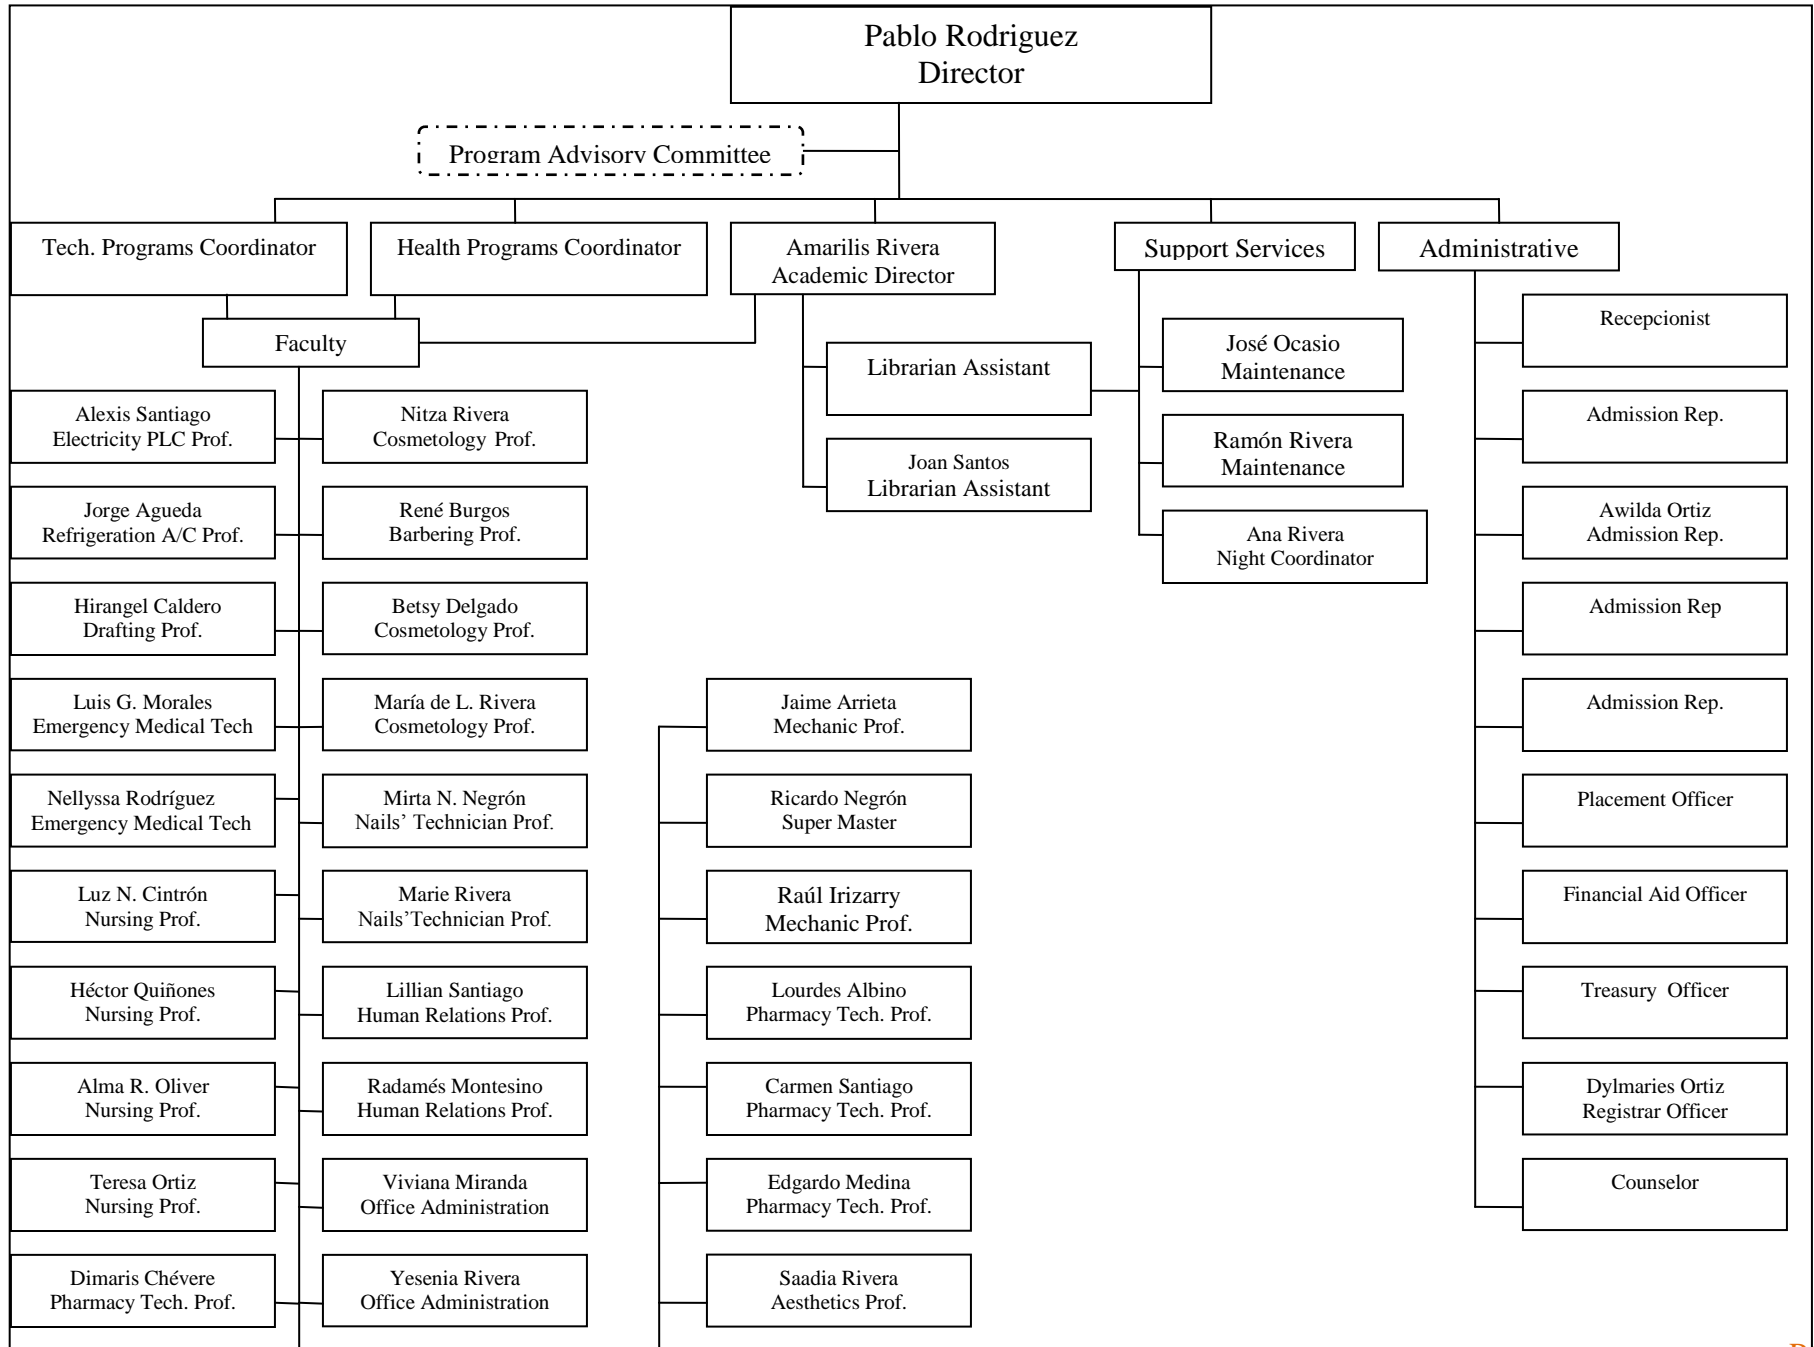 Pablo Rodriguez
Director
Program Advisory Committee
Tech. Programs Coordinator
Health Programs Coordinator
Amarilis Rivera
Academic Director
Support Services
Administrative
Faculty
Librarian Assistant
Joan Santos
Librarian Assistant
José Ocasio
Maintenance
Ramón Rivera
Maintenance
Ana Rivera
Night Coordinator
Recepcionist
Admission Rep.
Awilda Ortiz
Admission Rep.
Admission Rep
Admission Rep.
Placement Officer
Financial Aid Officer
Treasury Officer
Dylmaries Ortiz
Registrar Officer
Counselor
Alexis Santiago
Electricity PLC Prof.
Jorge Agueda
Refrigeration A/C Prof.
Hirangel Caldero
Drafting Prof.
Luis G. Morales
Emergency Medical Tech
Nellyssa Rodríguez
Emergency Medical Tech
Luz N. Cintrón
Nursing Prof.
Héctor Quiñones
Nursing Prof.
Alma R. Oliver
Nursing Prof.
Teresa Ortiz
Nursing Prof.
Dimaris Chévere
Pharmacy Tech. Prof.
Nitza Rivera
Cosmetology Prof.
René Burgos
Barbering Prof.
Betsy Delgado
Cosmetology Prof.
María de L. Rivera
Cosmetology Prof.
Mirta N. Negrón
Nails’ Technician Prof.
Marie Rivera
Nails’Technician Prof.
Lillian Santiago
Human Relations Prof.
Radamés Montesino
Human Relations Prof.
Viviana Miranda
Office Administration
Yesenia Rivera
Office Administration
Jaime Arrieta
Mechanic Prof.
Ricardo Negrón
Super Master
Raúl Irizarry
Mechanic Prof.
Lourdes Albino
Pharmacy Tech. Prof.
Carmen Santiago
Pharmacy Tech. Prof.
Edgardo Medina
Pharmacy Tech. Prof.
Saadia Rivera
Aesthetics Prof.